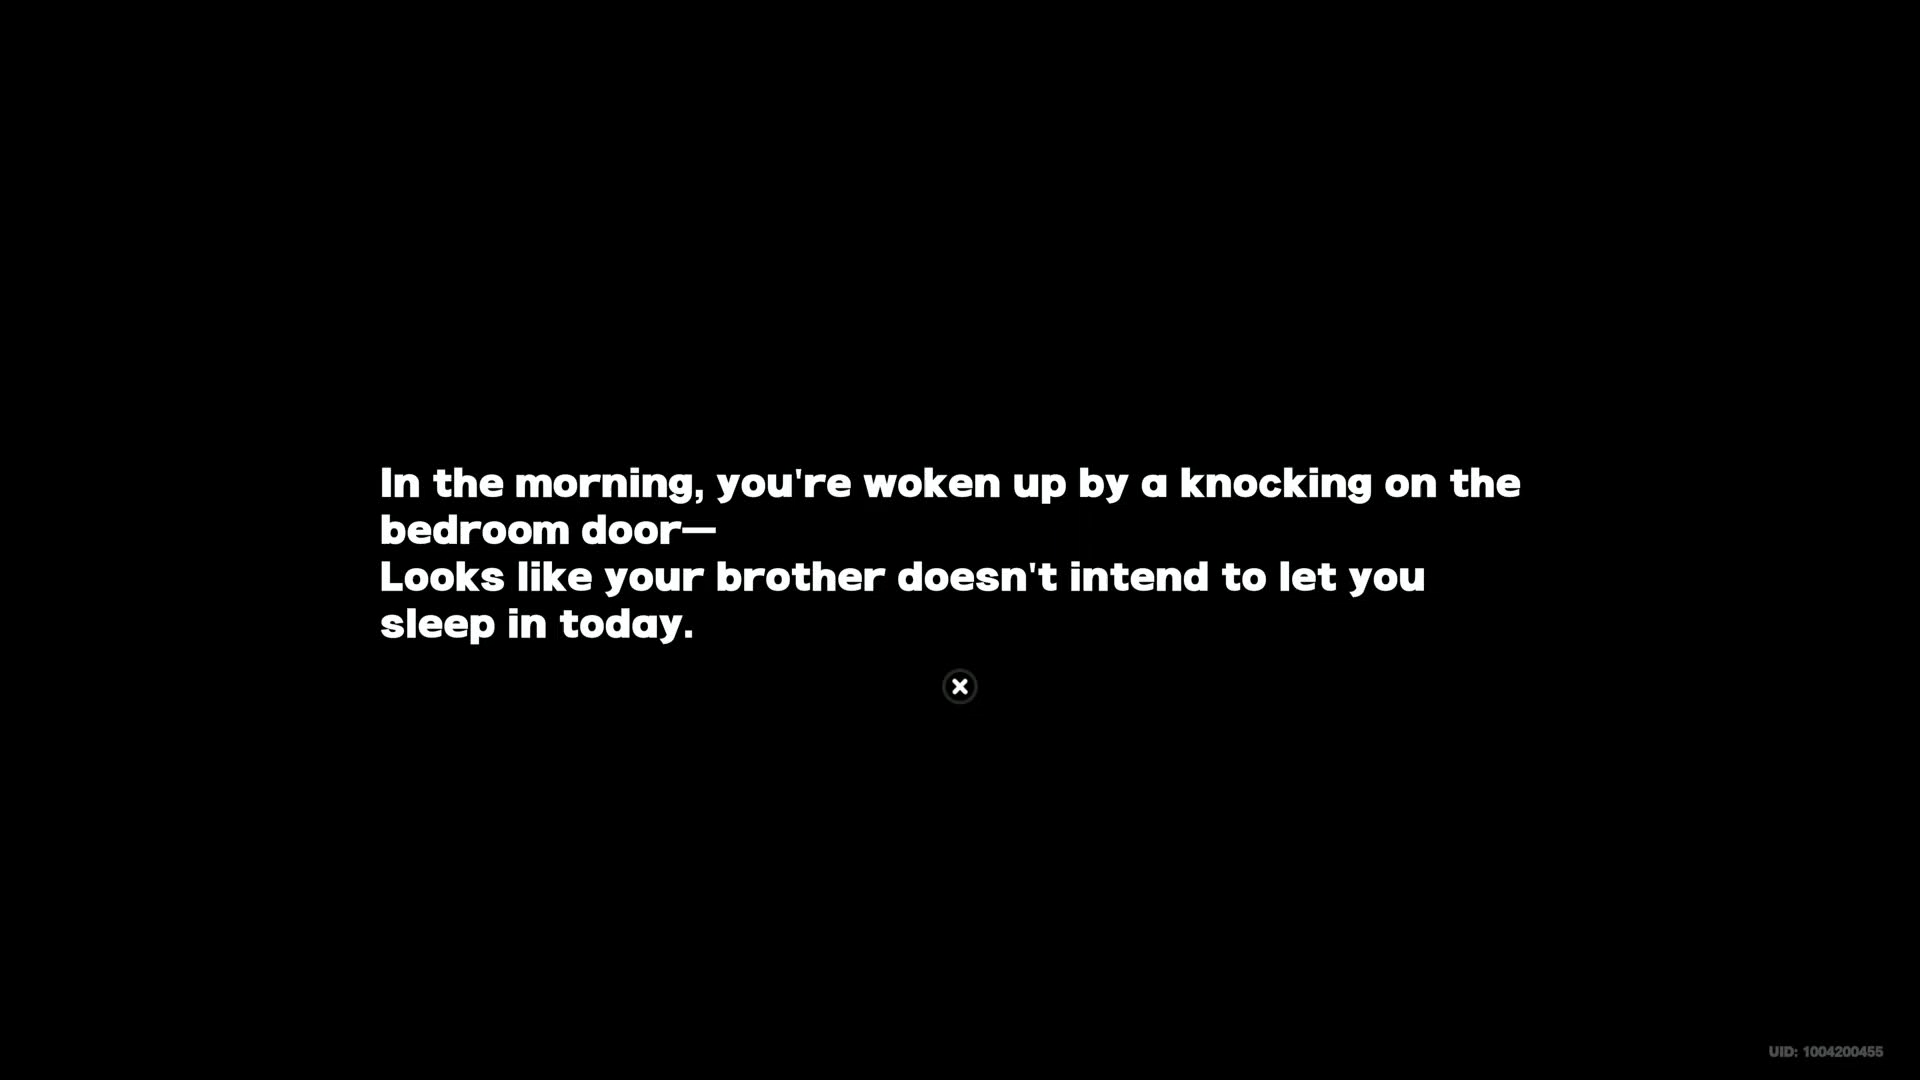 In the morning, you're woken up by a knocking on the
bedroom door—
Looks like your brother doesn't intend to let you
sleep in today.
UID: 1004200455